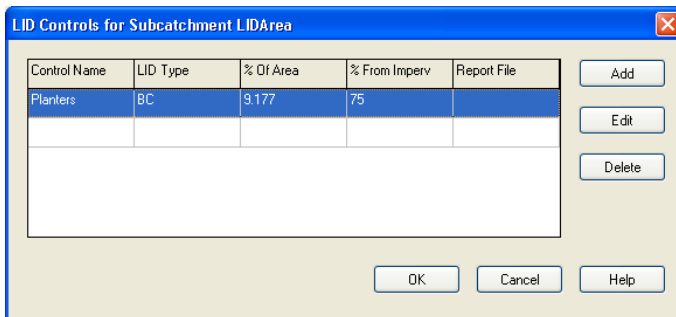 LID Controls for Subcatchment LIDArea
Control Name LID Type % Of Area % From Imperv Report File
Planters BC 9.177 75
Add
Edit
Delete
OK Cancel Help